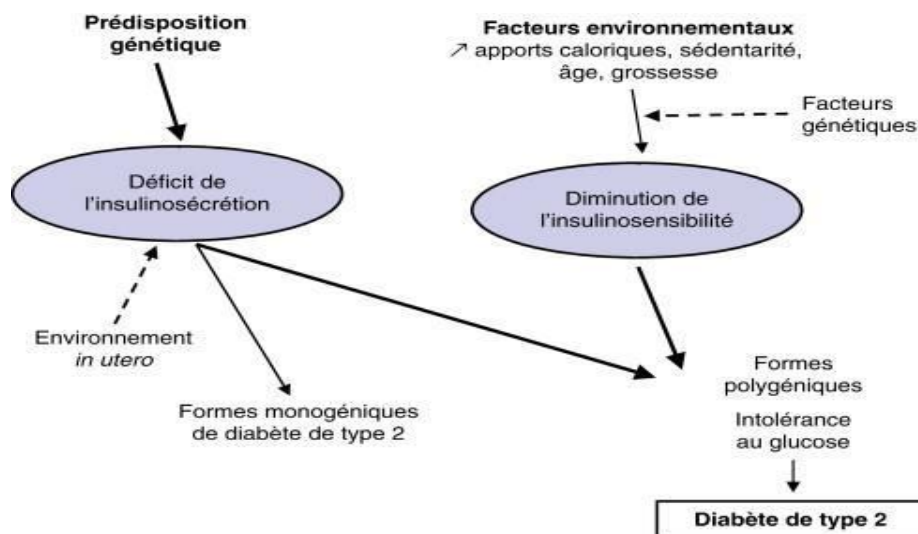 Prédisposition
génétique
Facteurs environnementaux
↗ apports caloriques, sédentarité,
âge, grossesse
Facteurs
génétiques
Déficit de
l'insulinosécrétion
Diminution de
l'insulinosensibilité
Environnement
in utero
Formes monogéniques
de diabète de type 2
Formes
polygéniques
Intolérance
au glucose
Diabète de type 2